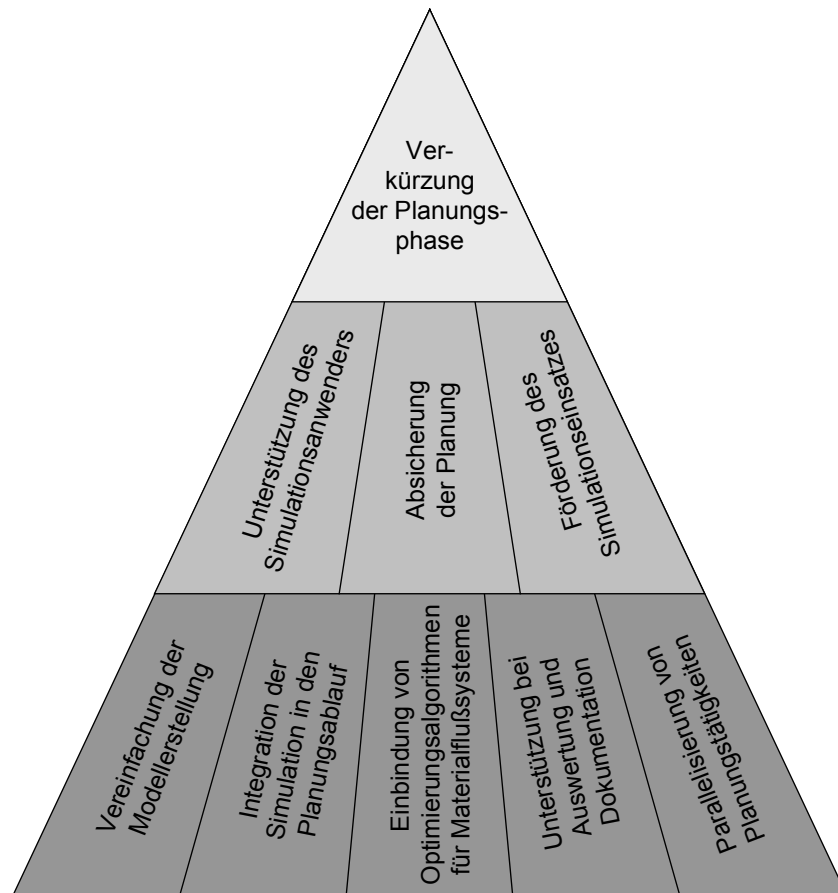 Ver-
kürzung
der Planungs-
phase
Unterstützung des
Simulationsanwenders
Absicherung
der Planung
Förderung des
Simulationseinsatzes
Vereinfachung der
Modellerstellung
Integration der
Simulation in den
Planungsablauf
Einbindung von
Optimierungsalgorithmen
für Materialflußsysteme
Unterstützung bei
Auswertung und
Dokumentation
Parallelisierung von
Planungstätigkeiten